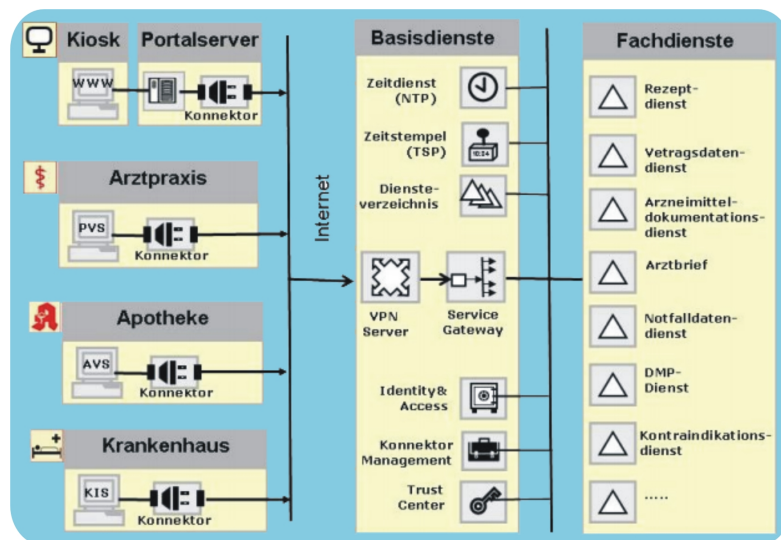 Kiosk
Portalserver
WWW
Konnektor
Arztpraxis
PVS
Konnektor
Apotheke
AVS
Konnektor
Krankenhaus
KIS
Konnektor
Internet
Basisdienste
Zeitdienst
(NTP)
Zeitstempel
(TSP)
10:24
Dienste-
verzeichnis
VPN
Server
Service
Gateway
Identity&
Access
Konnektor
Management
Trust
Center
Fachdienste
Rezept-
dienst
Vetragsdaten-
dienst
Arzneimittel-
dokumentations-
dienst
Arztbrief
Notfalldaten-
dienst
DMP-
Dienst
Kontraindikations-
dienst
.....